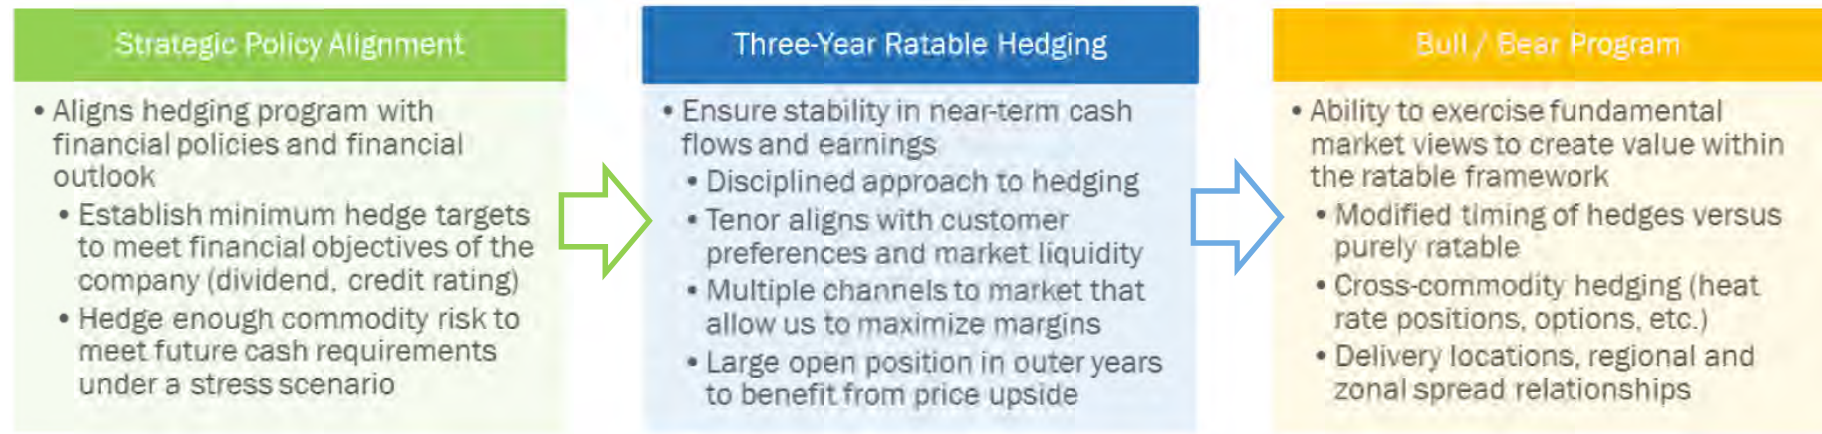 Strategic Policy Alignment
• Aligns hedging program with
financial policies and financial
outlook
• Establish minimum hedge targets
to meet financial objectives of the
company (dividend, credit rating)
• Hedge enough commodity risk to
meet future cash requirements
under a stress scenario
Three-Year Ratable Hedging
• Ensure stability in near-term cash
flows and earnings
• Disciplined approach to hedging
• Tenor aligns with customer
preferences and market liquidity
• Multiple channels to market that
allow us to maximize margins
• Large open position in outer years
to benefit from price upside
Bull / Bear Program
• Ability to exercise fundamental
market views to create value within
the ratable framework
• Modified timing of hedges versus
purely ratable
• Cross-commodity hedging (heat
rate positions, options, etc.)
• Delivery locations, regional and
zonal spread relationships